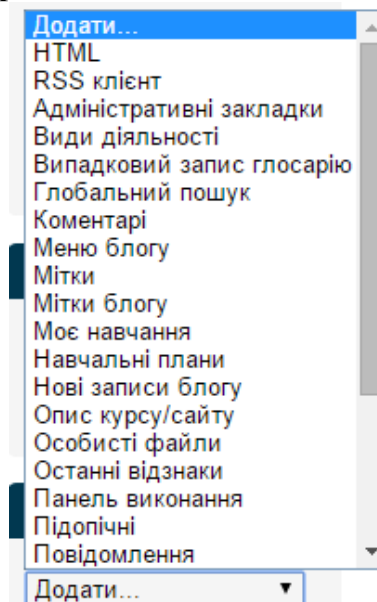 Додати...
HTML
RSS клієнт
Адміністративні закладки
Види діяльності
Випадковий запис глосарію
Глобальний пошук
Коментарі
Меню блогу
Мітки
Мітки блогу
Моє навчання
Навчальні плани
Нові записи блогу
Опис курсу/сайту
Особисті файли
Останні відзнаки
Панель виконання
Підопічні
Повідомлення
Додати...